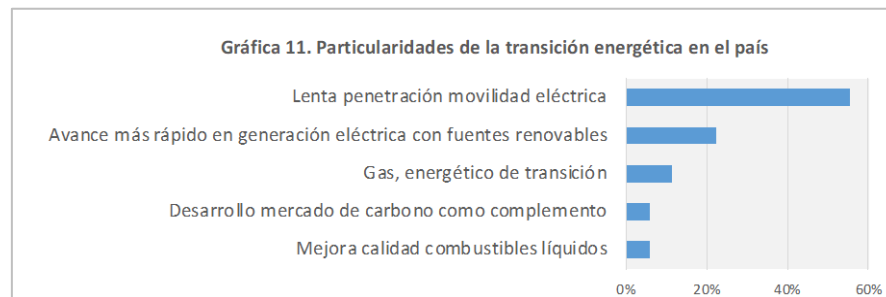 Gráfica 11. Particularidades de la transición energética en el país
Lenta penetración movilidad eléctrica
Avance más rápido en generación eléctrica con fuentes renovables
Gas, energético de transición
Desarrollo mercado de carbono como complemento
Mejora calidad combustibles líquidos
0% 20% 40% 60%